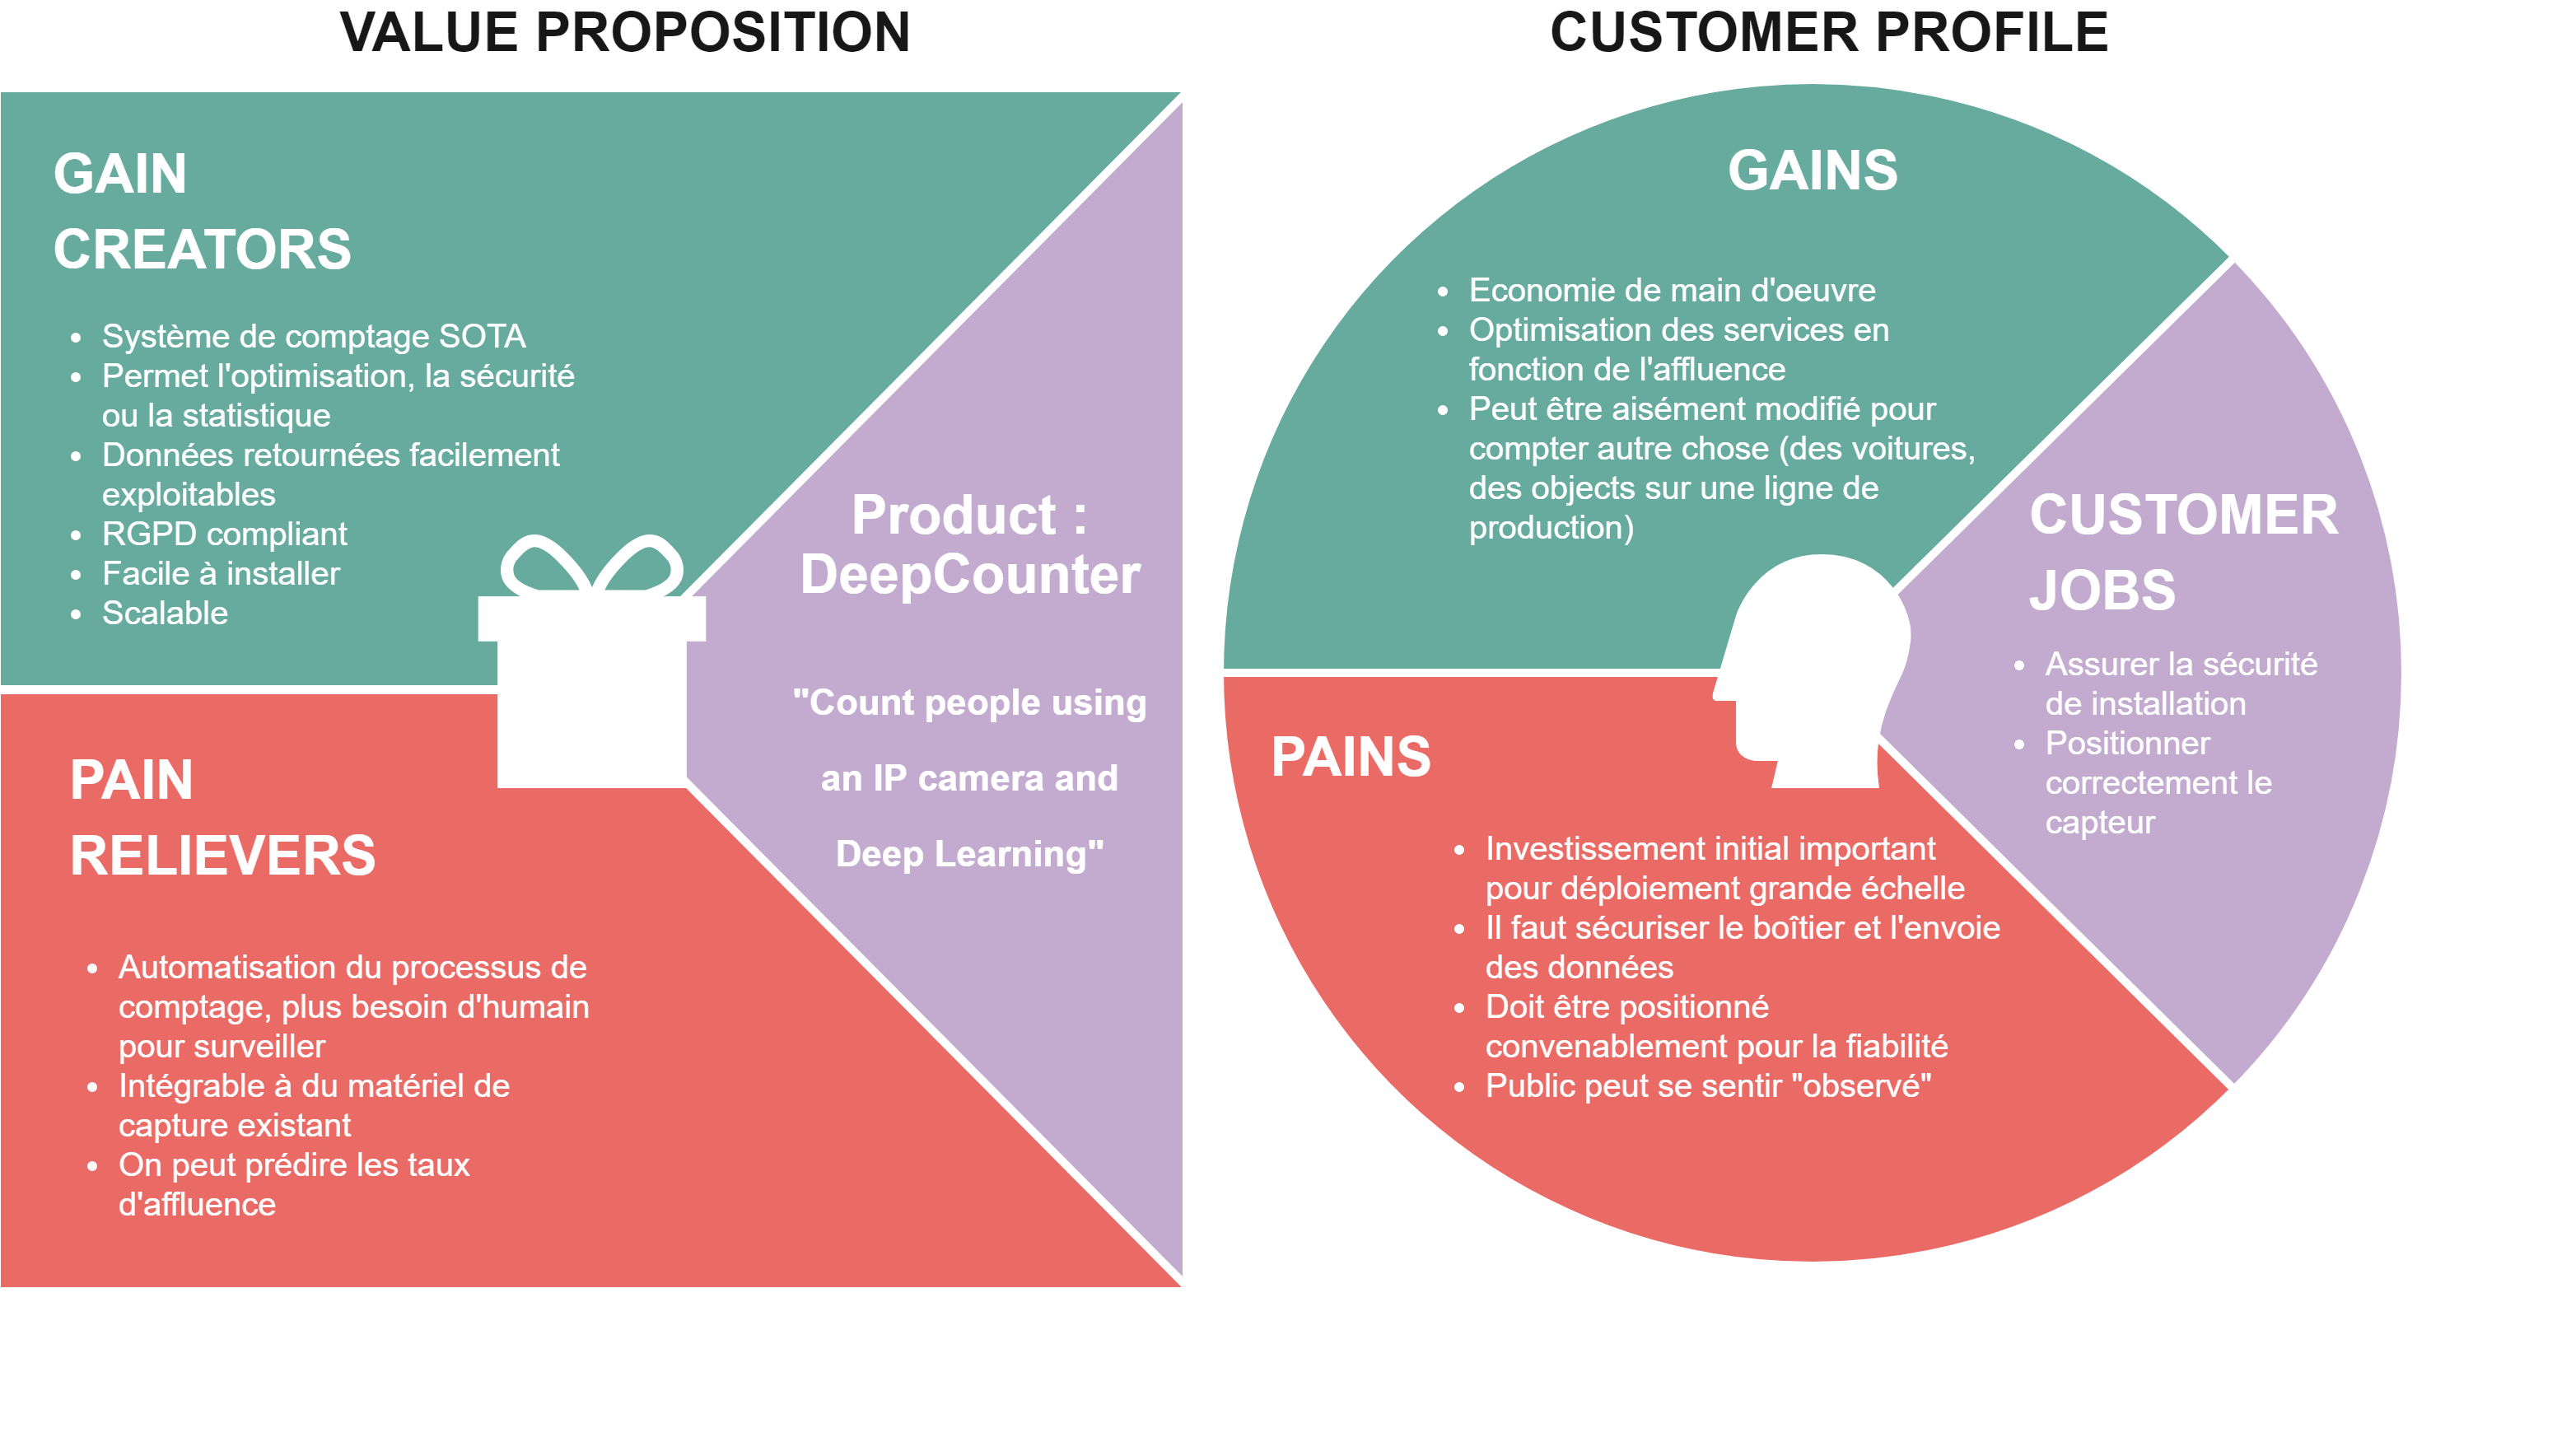 VALUE PROPOSITION
GAIN
CREATORS
• Système de comptage SOTA
• Permet l'optimisation, la sécurité
ou la statistique
• Données retournées facilement
exploitables
• RGPD compliant
• Facile à installer
• Scalable
Product :
DeepCounter
"Count people using
an IP camera and
Deep Learning"
PAIN
RELIEVERS
• Automatisation du processus de
comptage, plus besoin d'humain
pour surveiller
• Intégrable à du matériel de
capture existant
• On peut prédire les taux
d'affluence
CUSTOMER PROFILE
GAINS
• Economie de main d'oeuvre
• Optimisation des services en
fonction de l'affluence
• Peut être aisément modifié pour
compter autre chose (des voitures,
des objects sur une ligne de
production)
CUSTOMER
JOBS
• Assurer la sécurité
de installation
• Positionner
correctement le
capteur
PAINS
• Investissement initial important
pour déploiement grande échelle
• Il faut sécuriser le boîtier et l'envoie
des données
• Doit être positionné
convenablement pour la fiabilité
• Public peut se sentir "observé"